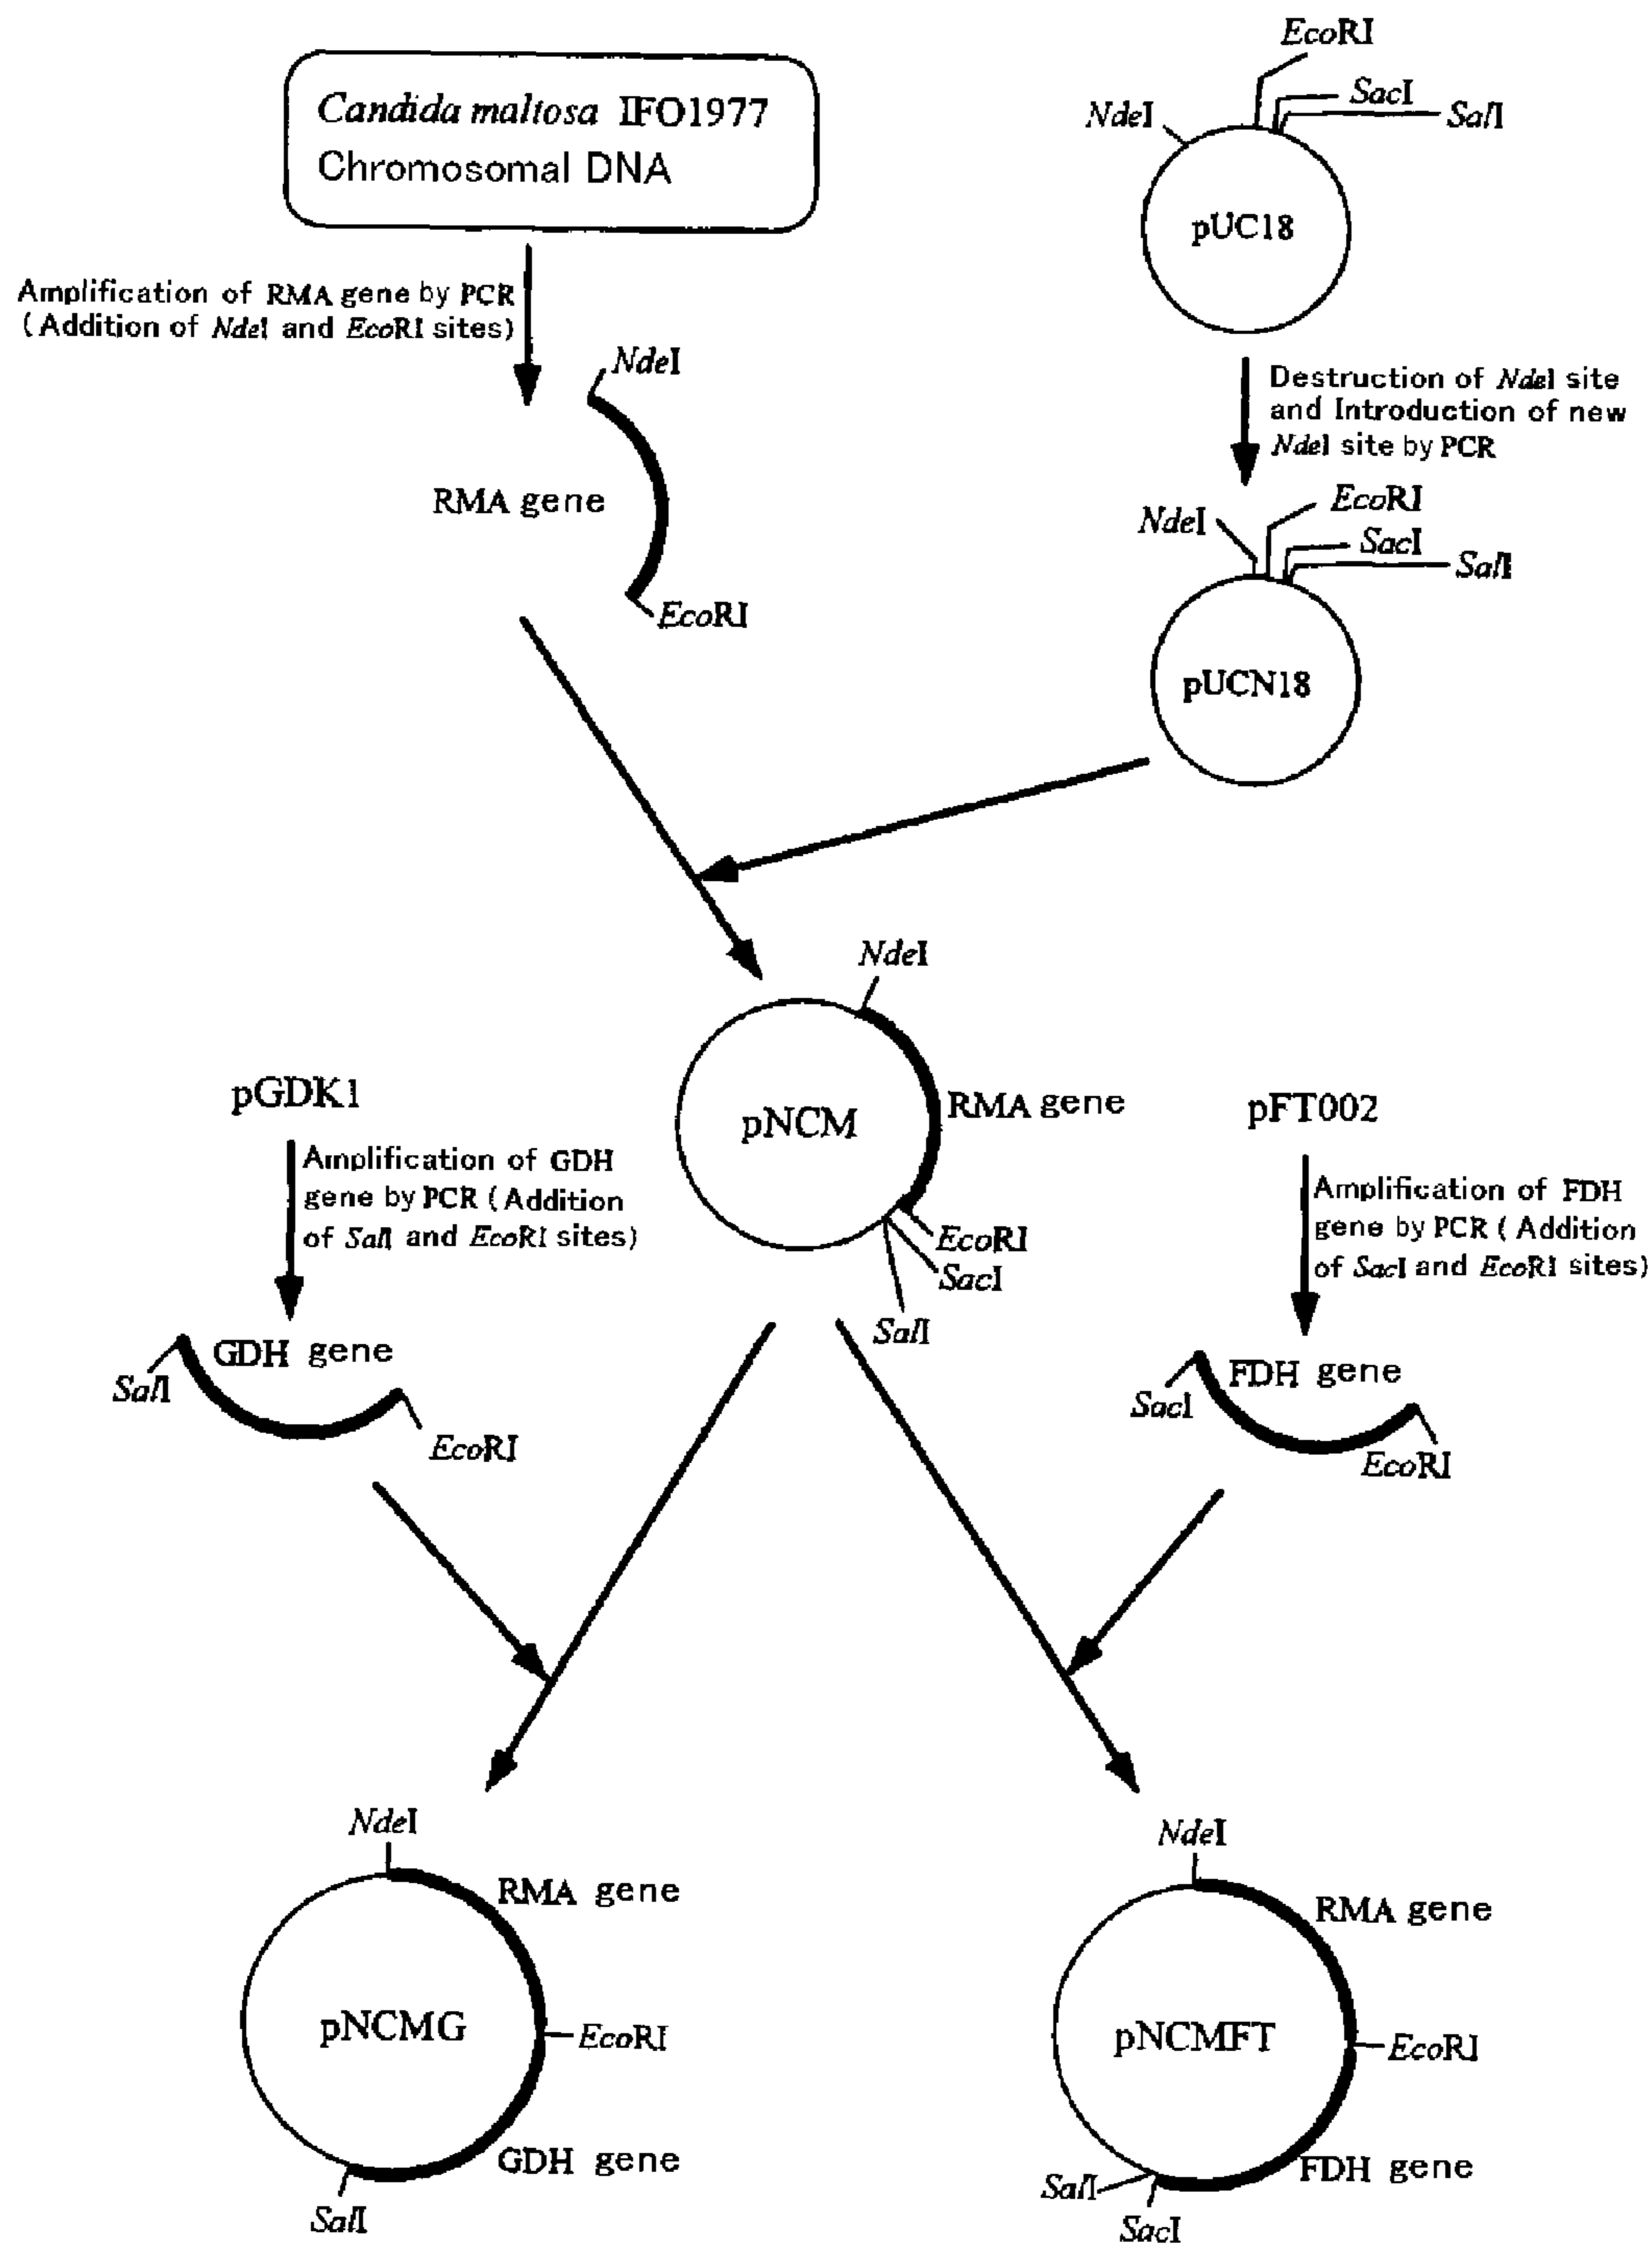 Candida maltosa IFO1977
Chromosomal DNA
EcoRI
SacI
NdeI
SalI
pUC18
Amplification of RMA gene by PCR
(Addition of NdeI and EcoRI sites)
NdeI
RMA gene
EcoRI
Destruction of NdeI site
and Introduction of new
NdeI site by PCR
EcoRI
NdeI
SacI
SalI
pUCN18
NdeI
pNCM
RMA gene
EcoRI
SacI
SalI
pGDK1
Amplification of GDH
gene by PCR (Addition
of SalI and EcoRI sites)
GDH gene
SalI
EcoRI
pFT002
Amplification of FDH
gene by PCR (Addition
of SacI and EcoRI sites)
FDH gene
SacI
EcoRI
NdeI
RMA gene
pNCMG
EcoRI
GDH gene
SalI
NdeI
RMA gene
pNCMFT
EcoRI
FDH gene
SalI
SacI